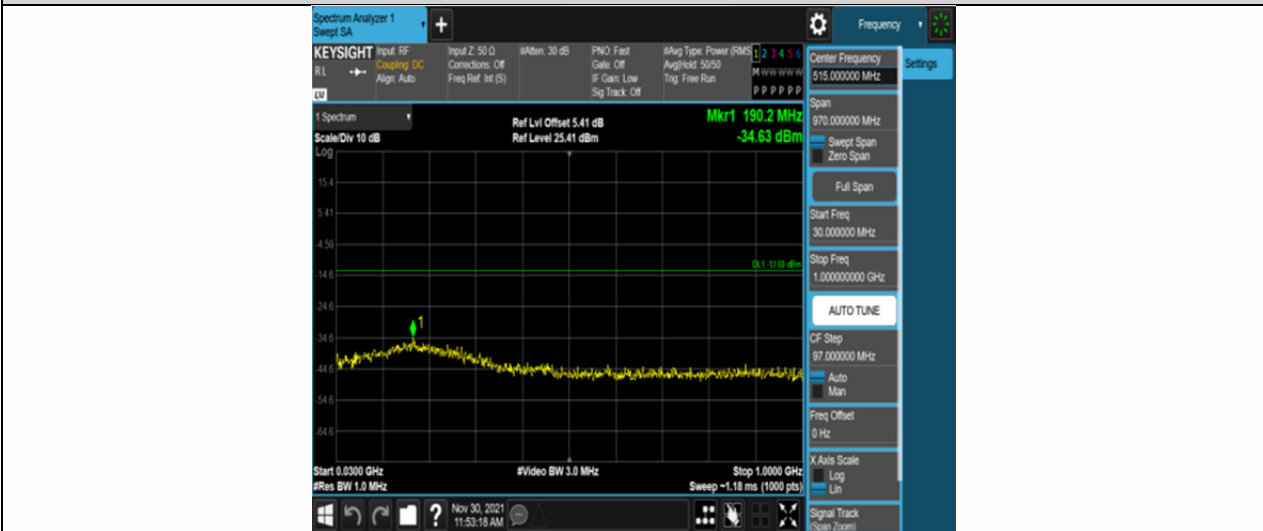 Spectrum Analyzer 1
Swept SA
+
Frequency
KEYSIGHT
RL
Input: RF
Coupling: DC
Align: Auto
Input Z: 50 Ω
Corrections: Off
Freq Ref: Int (S)
#Atten: 30 dB
PNO: Fast
Gate: Off
IF Gain: Low
Sig Track: Off
#Avg Type: Power (RMS
Avg|Hold: 50/50
Trig: Free Run
1 2 3 4 5 6
M W W W W W
P P P P P P
1 Spectrum
Scale/Div 10 dB
Log
Ref Lvl Offset 5.41 dB
Ref Level 25.41 dBm
Mkr1 190.2 MHz
-34.63 dBm
15.4
5.41
-4.59
-14.6
-24.6
-34.6
-44.6
-54.6
-64.6
DL1 -13.00 dBm
1
Start 0.0300 GHz
#Res BW 1.0 MHz
#Video BW 3.0 MHz
Stop 1.0000 GHz
Sweep ~1.18 ms (1000 pts)
?
Nov 30, 2021
11:53:18 AM
Center Frequency
515.000000 MHz
Settings
Span
970.000000 MHz
Swept Span
Zero Span
Full Span
Start Freq
30.000000 MHz
Stop Freq
1.000000000 GHz
AUTO TUNE
CF Step
97.000000 MHz
Auto
Man
Freq Offset
0 Hz
X Axis Scale
Log
Lin
Signal Track
(Span Zoom)